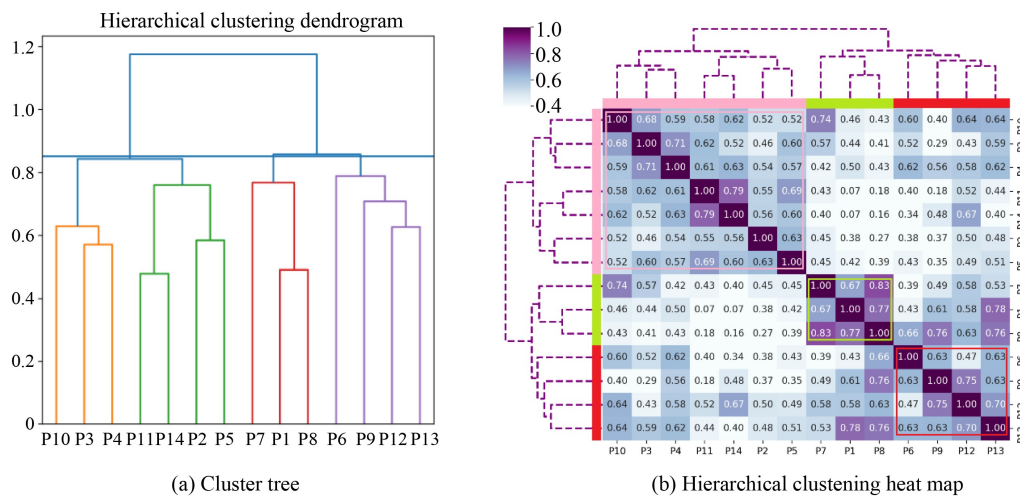 Hierarchical clustering dendrogram
1.2
1.0
0.8
0.6
0.4
0.2
0
P10 P3 P4 P11 P14 P2 P5 P7 P1 P8 P6 P9 P12 P13
(a) Cluster tree
1.0
0.8
0.6
0.4
1.00 0.68 0.59 0.58 0.62 0.52 0.52 0.74 0.46 0.43 0.60 0.40 0.64 0.64
0.68 1.00 0.71 0.62 0.52 0.46 0.60 0.57 0.44 0.41 0.52 0.29 0.43 0.59
0.59 0.71 1.00 0.61 0.63 0.54 0.57 0.42 0.50 0.43 0.62 0.56 0.58 0.62
0.58 0.62 0.61 1.00 0.79 0.55 0.69 0.43 0.07 0.18 0.40 0.18 0.52 0.44
0.62 0.52 0.63 0.79 1.00 0.56 0.60 0.40 0.07 0.16 0.34 0.48 0.67 0.40
0.52 0.46 0.54 0.55 0.56 1.00 0.63 0.45 0.38 0.27 0.38 0.37 0.50 0.48
0.52 0.60 0.57 0.69 0.60 0.63 1.00 0.45 0.42 0.39 0.43 0.35 0.49 0.51
0.74 0.57 0.42 0.43 0.40 0.45 0.45 1.00 0.67 0.83 0.39 0.49 0.58 0.53
0.46 0.44 0.50 0.07 0.07 0.38 0.42 0.67 1.00 0.77 0.43 0.61 0.58 0.78
0.43 0.41 0.43 0.18 0.16 0.27 0.39 0.83 0.77 1.00 0.66 0.76 0.63 0.76
0.60 0.52 0.62 0.40 0.34 0.38 0.43 0.39 0.43 0.66 1.00 0.63 0.47 0.63
0.40 0.29 0.56 0.18 0.48 0.37 0.35 0.49 0.61 0.76 0.63 1.00 0.75 0.63
0.64 0.43 0.58 0.52 0.67 0.50 0.49 0.58 0.58 0.63 0.47 0.75 1.00 0.70
0.64 0.59 0.62 0.44 0.40 0.48 0.51 0.53 0.78 0.76 0.63 0.63 0.70 1.00
P10 P3 P4 P11 P14 P2 P5 P7 P1 P8 P6 P9 P12 P13
(b) Hierarchical clustening heat map